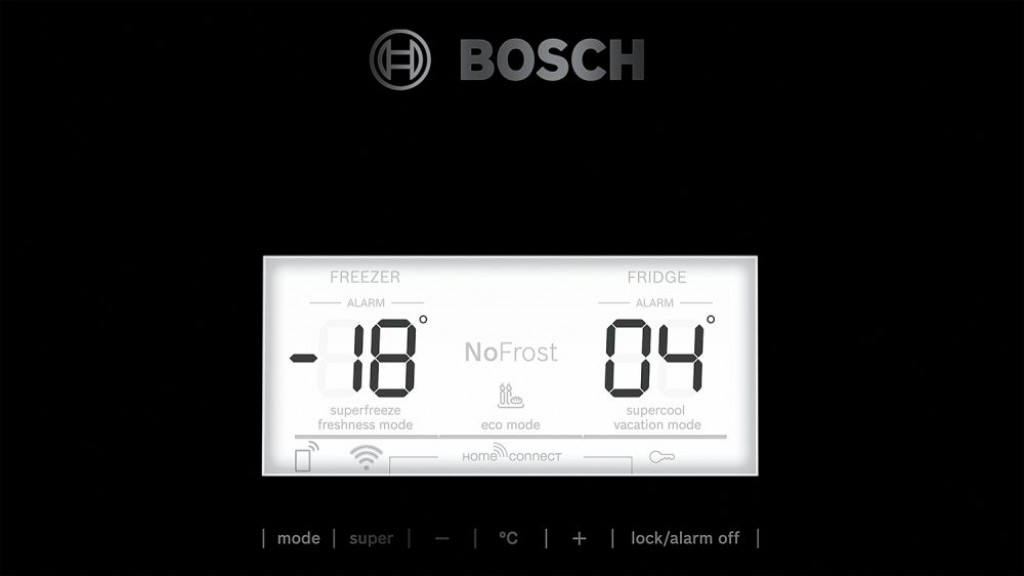 BOSCH
FREEZER
FRIDGE
ALARM
ALARM
-18°
NoFrost
04°
superfreeze
freshness mode
eco mode
supercool
vacation mode
HOME CONNECT
mode | super | − | °C | + | lock/alarm off